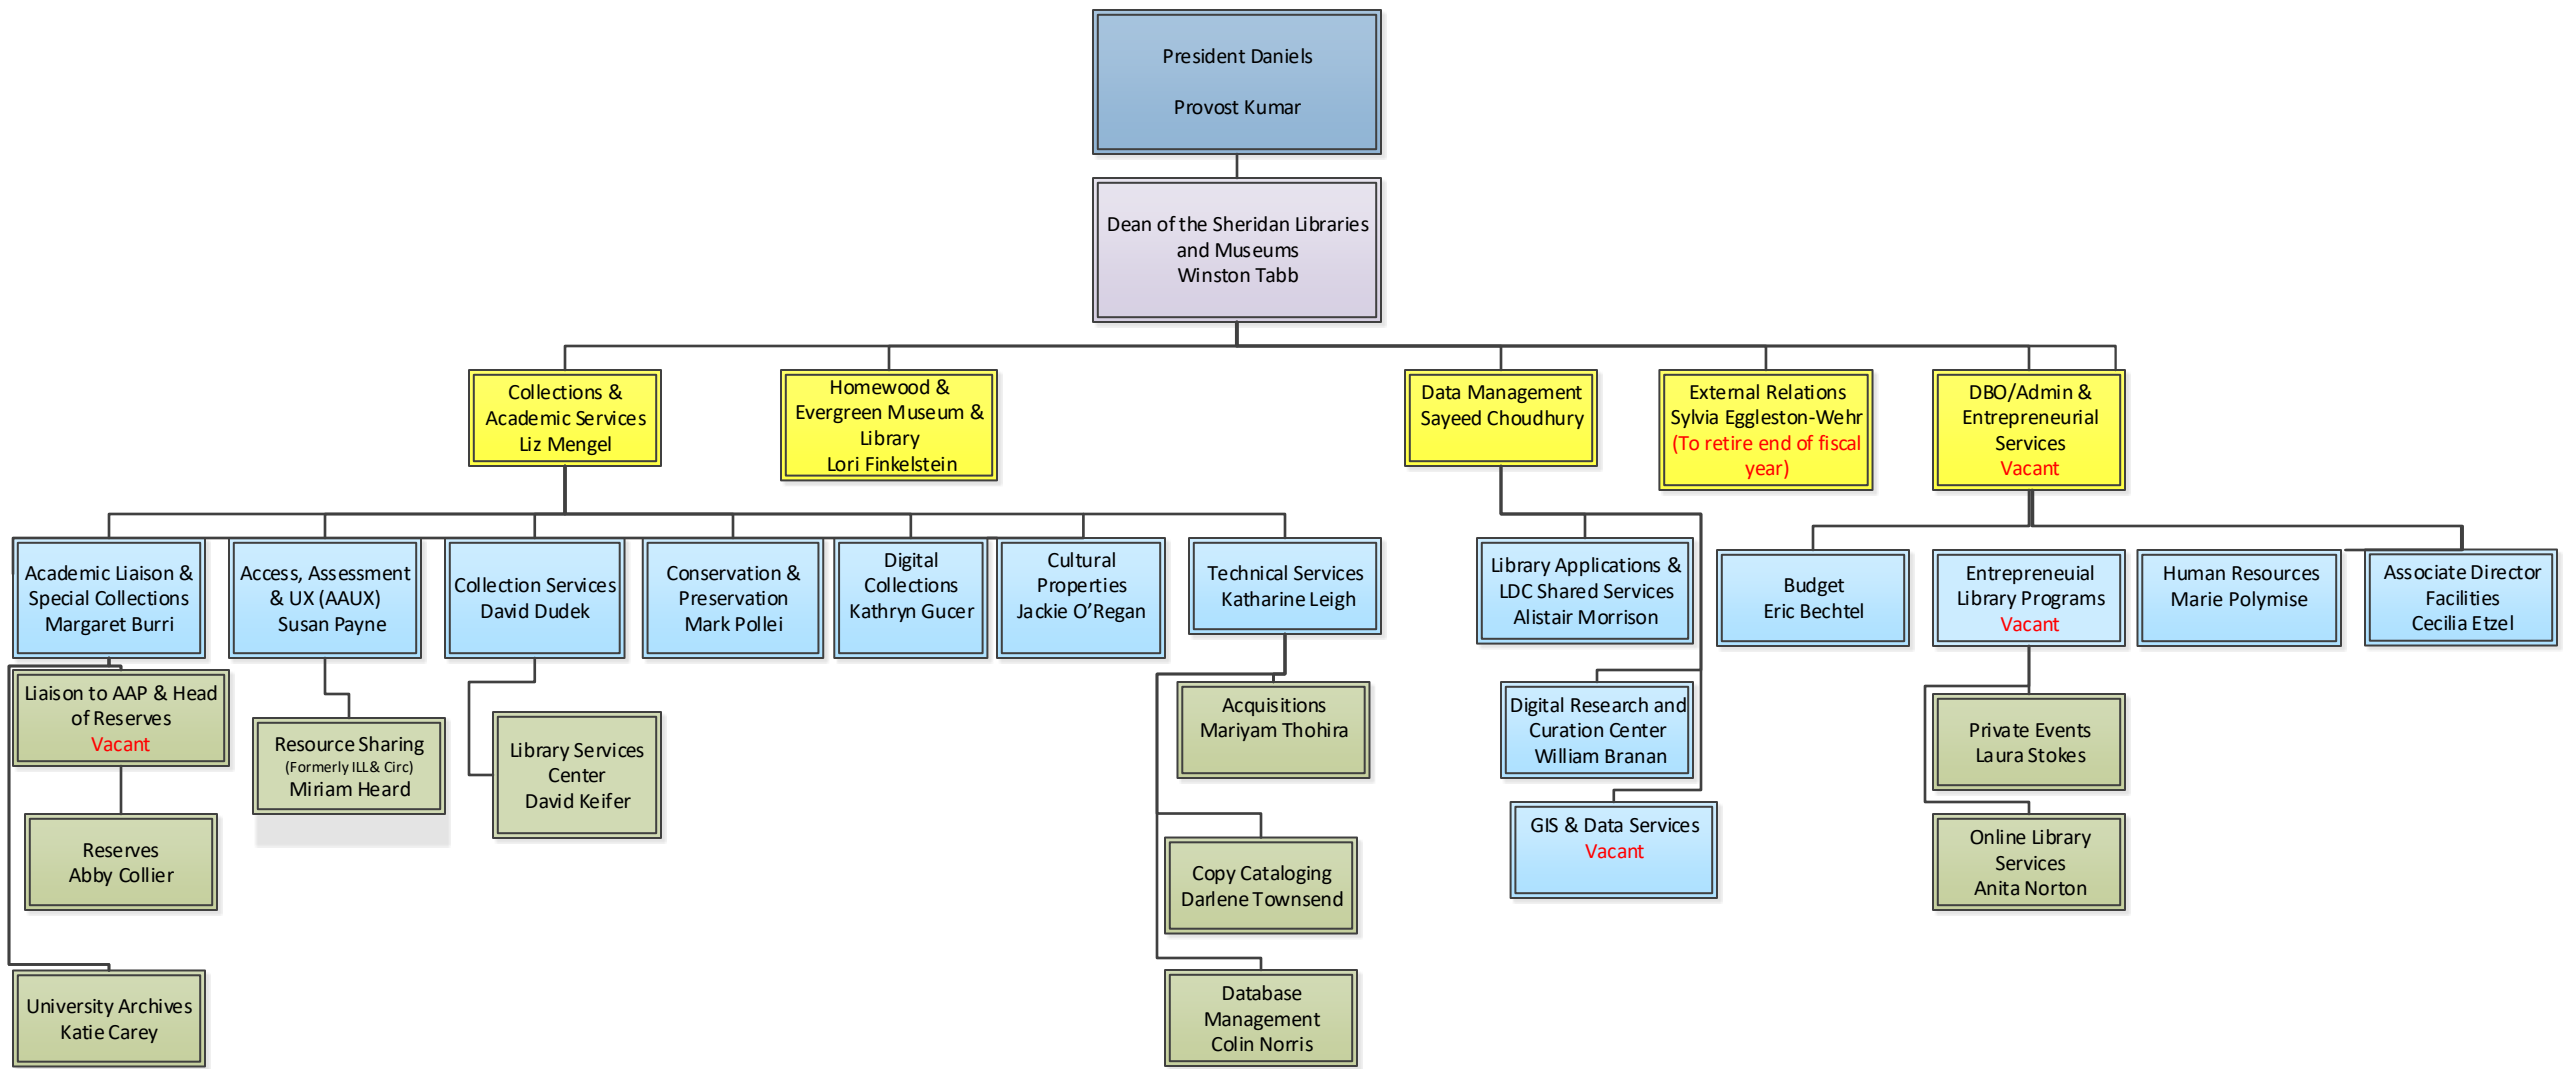 President Daniels
Provost Kumar
Dean of the Sheridan Libraries
and Museums
Winston Tabb
Collections &
Academic Services
Liz Mengel
Homewood &
Evergreen Museum &
Library
Lori Finkelstein
Data Management
Sayeed Choudhury
External Relations
Sylvia Eggleston-Wehr
(To retire end of fiscal
year)
DBO/Admin &
Entrepreneurial
Services
Vacant
Academic Liaison &
Special Collections
Margaret Burri
Access, Assessment
& UX (AAUX)
Susan Payne
Collection Services
David Dudek
Conservation &
Preservation
Mark Pollei
Digital
Collections
Kathryn Gucer
Cultural
Properties
Jackie O’Regan
Technical Services
Katharine Leigh
Library Applications &
LDC Shared Services
Alistair Morrison
Budget
Eric Bechtel
Entrepreneuial
Library Programs
Vacant
Human Resources
Marie Polymise
Associate Director
Facilities
Cecilia Etzel
Liaison to AAP & Head
of Reserves
Vacant
Resource Sharing
(Formerly ILL& Circ)
Miriam Heard
Library Services
Center
David Keifer
Acquisitions
Mariyam Thohira
Digital Research and
Curation Center
William Branan
Private Events
Laura Stokes
Reserves
Abby Collier
Copy Cataloging
Darlene Townsend
GIS & Data Services
Vacant
Online Library
Services
Anita Norton
University Archives
Katie Carey
Database
Management
Colin Norris